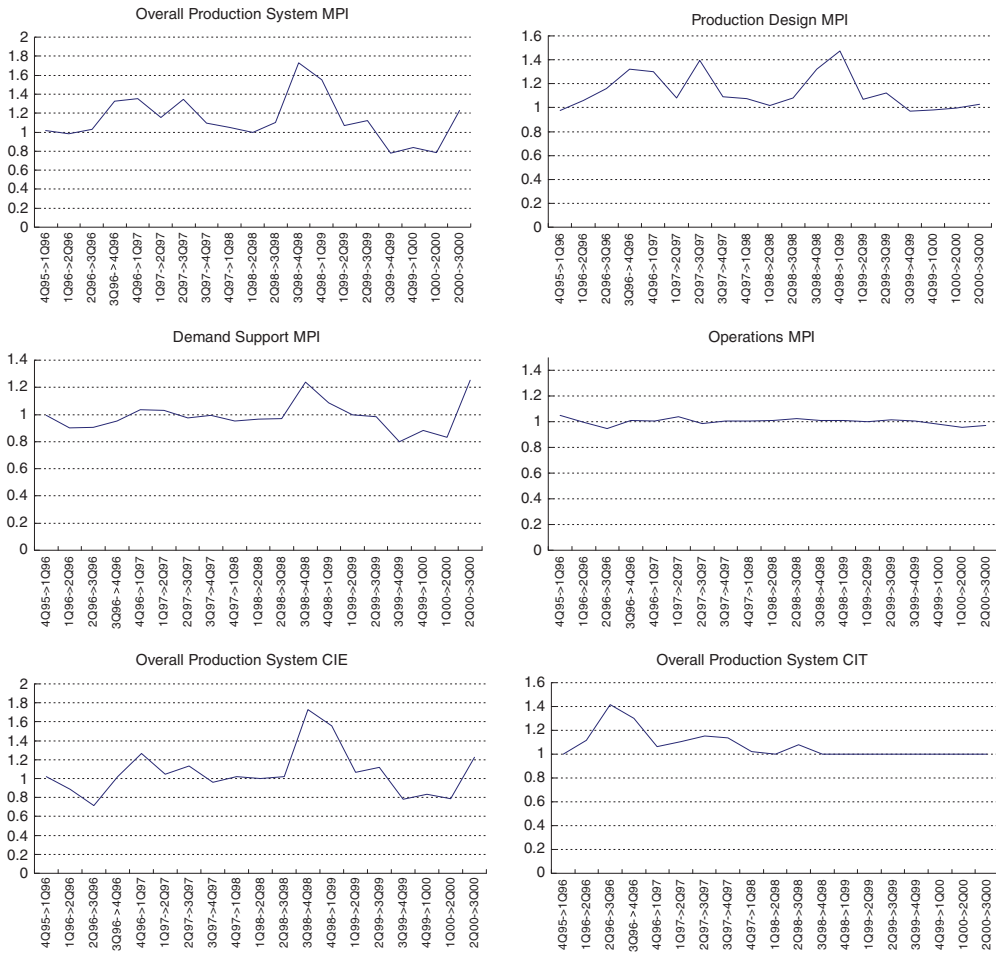 Overall Production System MPI
2
1.8
1.6
1.4
1.2
1
0.8
0.6
0.4
0.2
0
4Q95->1Q96
1Q96->2Q96
2Q96->3Q96
3Q96-> 4Q96
4Q96->1Q97
1Q97->2Q97
2Q97->3Q97
3Q97->4Q97
4Q97->1Q98
1Q98->2Q98
2Q98->3Q98
3Q98->4Q98
4Q98->1Q99
1Q99->2Q99
2Q99->3Q99
3Q99->4Q99
4Q99->1Q00
1Q00->2Q00
2Q00->3Q00
Production Design MPI
1.6
1.4
1.2
1
0.8
0.6
0.4
0.2
0
4Q95->1Q96
1Q96->2Q96
2Q96->3Q96
3Q96-> 4Q96
4Q96->1Q97
1Q97->2Q97
2Q97->3Q97
3Q97->4Q97
4Q97->1Q98
1Q98->2Q98
2Q98->3Q98
3Q98->4Q98
4Q98->1Q99
1Q99->2Q99
2Q99->3Q99
3Q99->4Q99
4Q99->1Q00
1Q00->2Q00
2Q00->3Q00
Demand Support MPI
1.4
1.2
1
0.8
0.6
0.4
0.2
0
4Q95->1Q96
1Q96->2Q96
2Q96->3Q96
3Q96-> 4Q96
4Q96->1Q97
1Q97->2Q97
2Q97->3Q97
3Q97->4Q97
4Q97->1Q98
1Q98->2Q98
2Q98->3Q98
3Q98->4Q98
4Q98->1Q99
1Q99->2Q99
2Q99->3Q99
3Q99->4Q99
4Q99->1Q00
1Q00->2Q00
2Q00->3Q00
Operations MPI
1.4
1.2
1
0.8
0.6
0.4
0.2
0
4Q95->1Q96
1Q96->2Q96
2Q96->3Q96
3Q96-> 4Q96
4Q96->1Q97
1Q97->2Q97
2Q97->3Q97
3Q97->4Q97
4Q97->1Q98
1Q98->2Q98
2Q98->3Q98
3Q98->4Q98
4Q98->1Q99
1Q99->2Q99
2Q99->3Q99
3Q99->4Q99
4Q99->1Q00
1Q00->2Q00
2Q00->3Q00
Overall Production System CIE
2
1.8
1.6
1.4
1.2
1
0.8
0.6
0.4
0.2
0
4Q95->1Q96
1Q96->2Q96
2Q96->3Q96
3Q96-> 4Q96
4Q96->1Q97
1Q97->2Q97
2Q97->3Q97
3Q97->4Q97
4Q97->1Q98
1Q98->2Q98
2Q98->3Q98
3Q98->4Q98
4Q98->1Q99
1Q99->2Q99
2Q99->3Q99
3Q99->4Q99
4Q99->1Q00
1Q00->2Q00
2Q00->3Q00
Overall Production System CIT
1.6
1.4
1.2
1
0.8
0.6
0.4
0.2
0
4Q95->1Q96
1Q96->2Q96
2Q96->3Q96
3Q96-> 4Q96
4Q96->1Q97
1Q97->2Q97
2Q97->3Q97
3Q97->4Q97
4Q97->1Q98
1Q98->2Q98
2Q98->3Q98
3Q98->4Q98
4Q98->1Q99
1Q99->2Q99
2Q99->3Q99
3Q99->4Q99
4Q99->1Q00
1Q00->2Q00
2Q00->3Q00